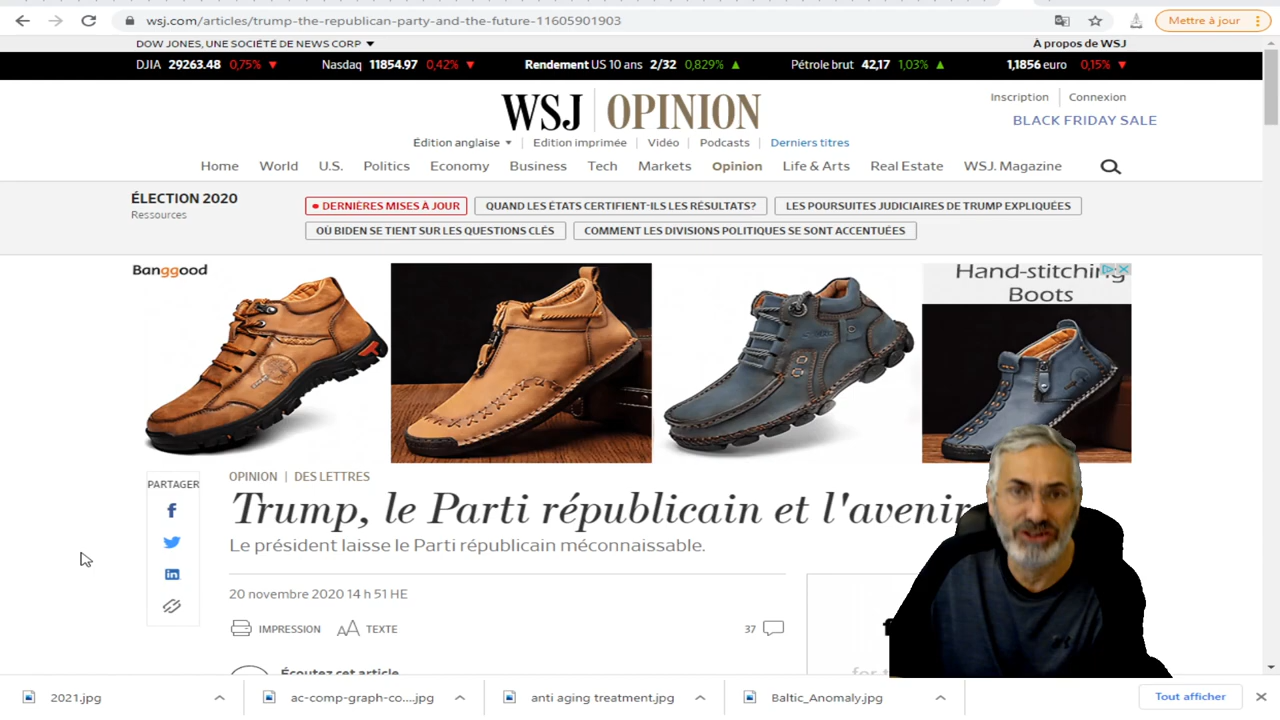 wsj.com/articles/trump-the-republican-party-and-the-future-11605901903
Mettre à jour
DOW JONES, UNE SOCIÉTÉ DE NEWS CORP
À propos de WSJ
DJIA 29263.48 0,75% Nasdaq 11854.97 0,42% Rendement US 10 ans 2/32 0,829% Pétrole brut 42,17 1,03% 1,1856 euro 0,15%
WSJ OPINION
Inscription Connexion
BLACK FRIDAY SALE
Édition anglaise Edition imprimée Vidéo Podcasts Derniers titres
Home World U.S. Politics Economy Business Tech Markets Opinion Life & Arts Real Estate WSJ. Magazine
ÉLECTION 2020
Ressources
DERNIÈRES MISES À JOUR QUAND LES ÉTATS CERTIFIENT-ILS LES RÉSULTATS? LES POURSUITES JUDICIAIRES DE TRUMP EXPLIQUÉES
OÙ BIDEN SE TIENT SUR LES QUESTIONS CLÉS COMMENT LES DIVISIONS POLITIQUES SE SONT ACCENTUÉES
Banggood
Hand-stitching
Boots
OPINION | DES LETTRES
PARTAGER
Trump, le Parti républicain et l'avenir
Le président laisse le Parti républicain méconnaissable.
20 novembre 2020 14 h 51 HE
IMPRESSION AA TEXTE 37
Écoutez cet article
for
2021.jpg ac-comp-graph-co....jpg anti aging treatment.jpg Baltic_Anomaly.jpg Tout afficher